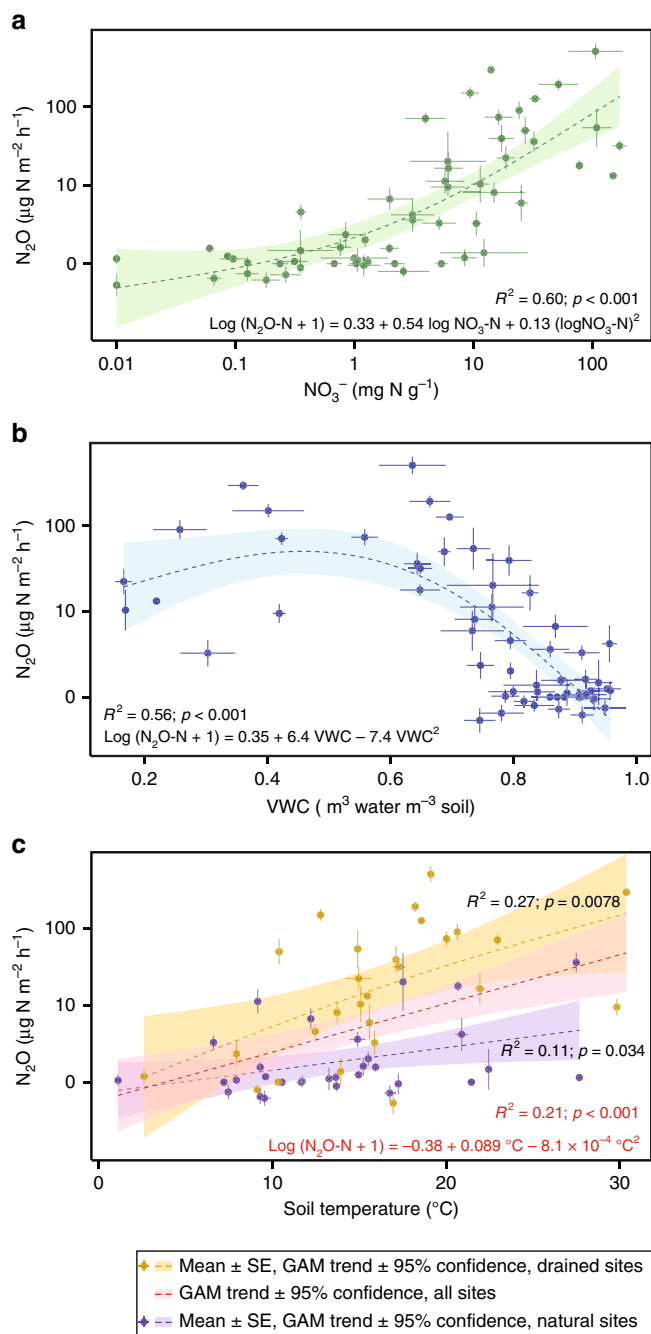 a
N₂O (µg N m⁻² h⁻¹)
100
10
0
R² = 0.60; p < 0.001
Log (N₂O-N + 1) = 0.33 + 0.54 log NO₃-N + 0.13 (logNO₃-N)²
0.01 0.1 1 10 100
NO₃⁻ (mg N g⁻¹)
b
N₂O (µg N m⁻² h⁻¹)
100
10
0
R² = 0.56; p < 0.001
Log (N₂O-N + 1) = 0.35 + 6.4 VWC − 7.4 VWC²
0.2 0.4 0.6 0.8 1.0
VWC ( m³ water m⁻³ soil)
c
N₂O (µg N m⁻² h⁻¹)
100
10
0
R² = 0.27; p = 0.0078
R² = 0.11; p = 0.034
R² = 0.21; p < 0.001
Log (N₂O-N + 1) = −0.38 + 0.089 °C − 8.1 × 10⁻⁴ °C²
0 10 20 30
Soil temperature (°C)
Mean ± SE, GAM trend ± 95% confidence, drained sites
GAM trend ± 95% confidence, all sites
Mean ± SE, GAM trend ± 95% confidence, natural sites